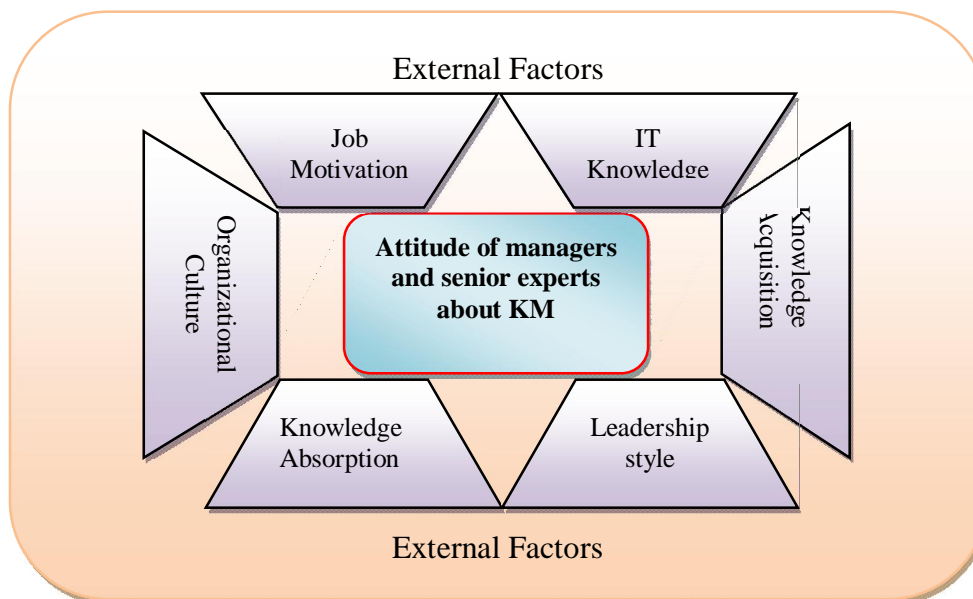 External Factors
Job
Motivation
IT
Knowledge
Organizational
Culture
Attitude of managers
and senior experts
about KM
Knowledge
Acquisition
Knowledge
Absorption
Leadership
style
External Factors